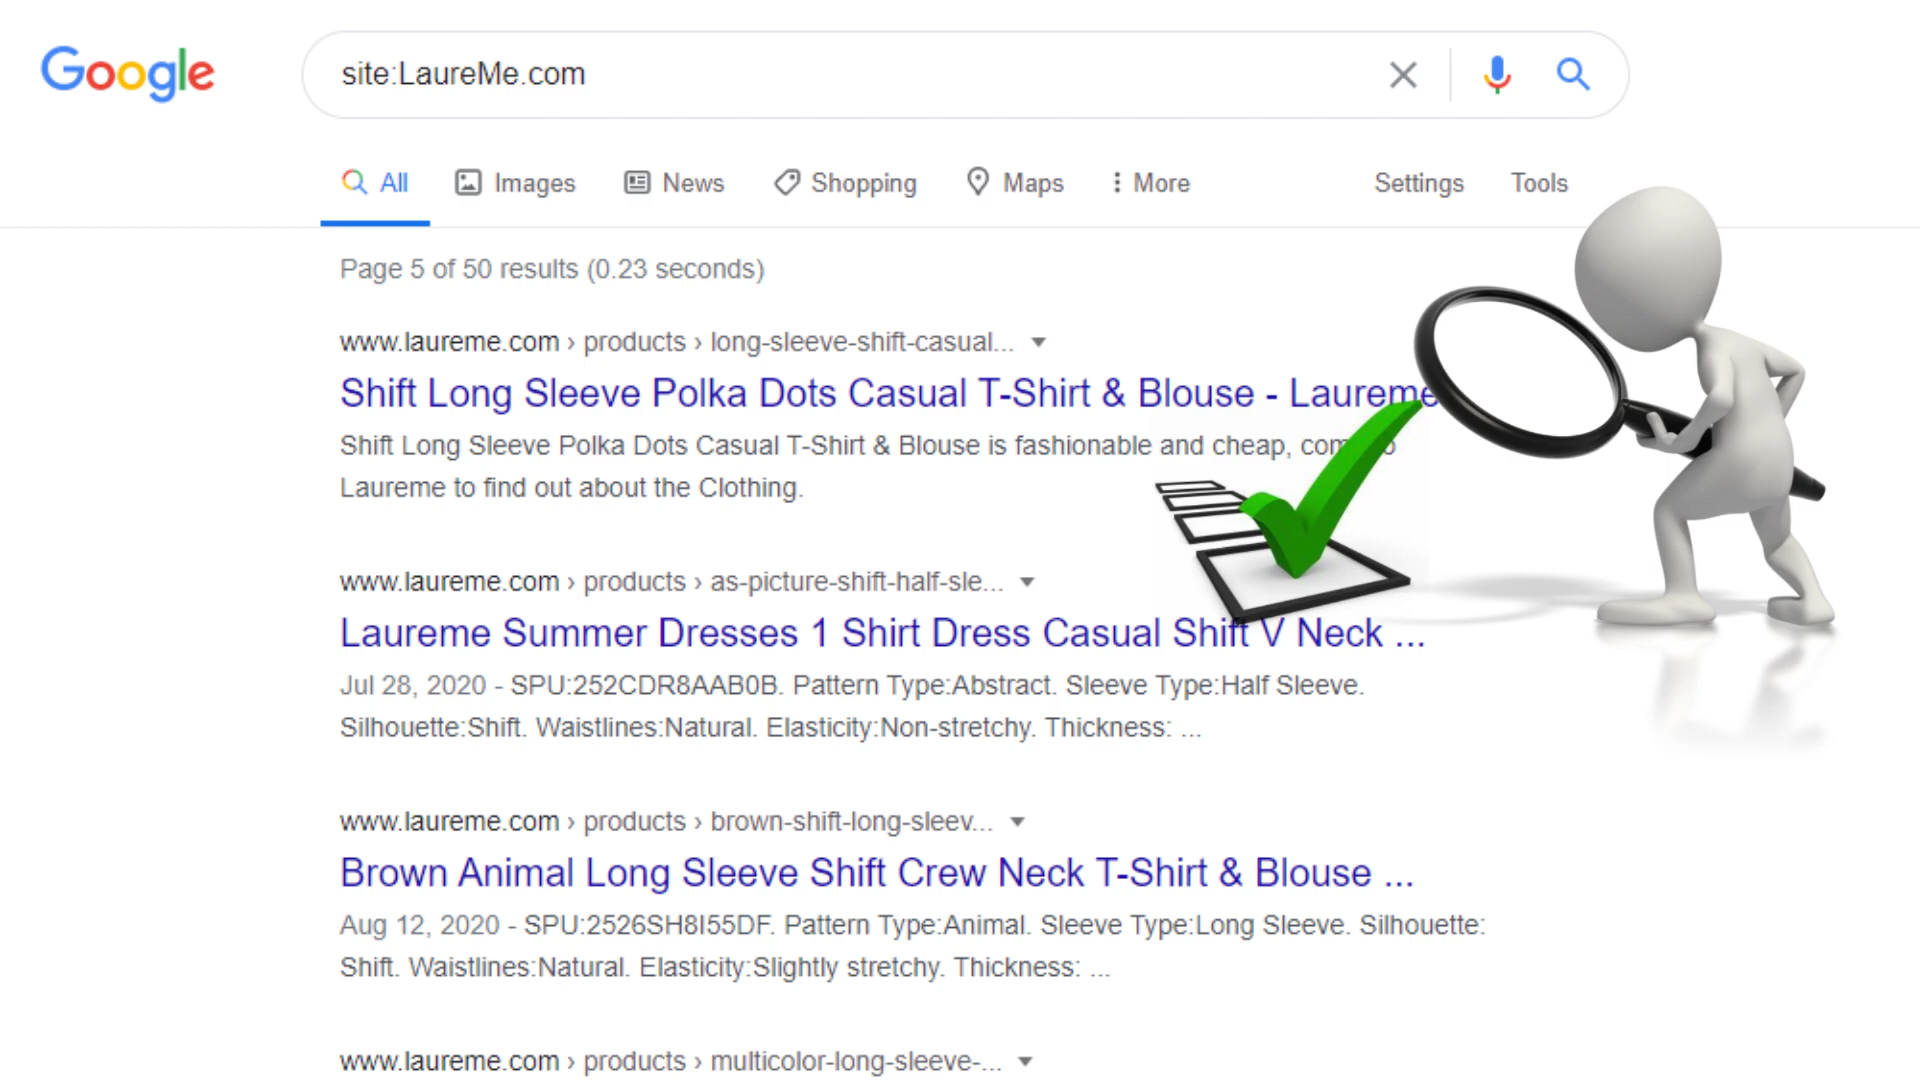 Google
site:LaureMe.com
All Images News Shopping Maps More Settings Tools
Page 5 of 50 results (0.23 seconds)
www.laureme.com › products › long-sleeve-shift-casual...
Shift Long Sleeve Polka Dots Casual T-Shirt & Blouse - Laureme
Shift Long Sleeve Polka Dots Casual T-Shirt & Blouse is fashionable and cheap,
Laureme to find out about the Clothing.
www.laureme.com › products › as-picture-shift-half-sle...
Laureme Summer Dresses 1 Shirt Dress Casual Shift V Neck ...
Jul 28, 2020 - SPU:252CDR8AAB0B. Pattern Type:Abstract. Sleeve Type:Half Sleeve.
Silhouette:Shift. Waistlines:Natural. Elasticity:Non-stretchy. Thickness: ...
www.laureme.com › products › brown-shift-long-sleev...
Brown Animal Long Sleeve Shift Crew Neck T-Shirt & Blouse ...
Aug 12, 2020 - SPU:2526SH8I55DF. Pattern Type:Animal. Sleeve Type:Long Sleeve. Silhouette:
Shift. Waistlines:Natural. Elasticity:Slightly stretchy. Thickness: ...
www.laureme.com › products › multicolor-long-sleeve-...